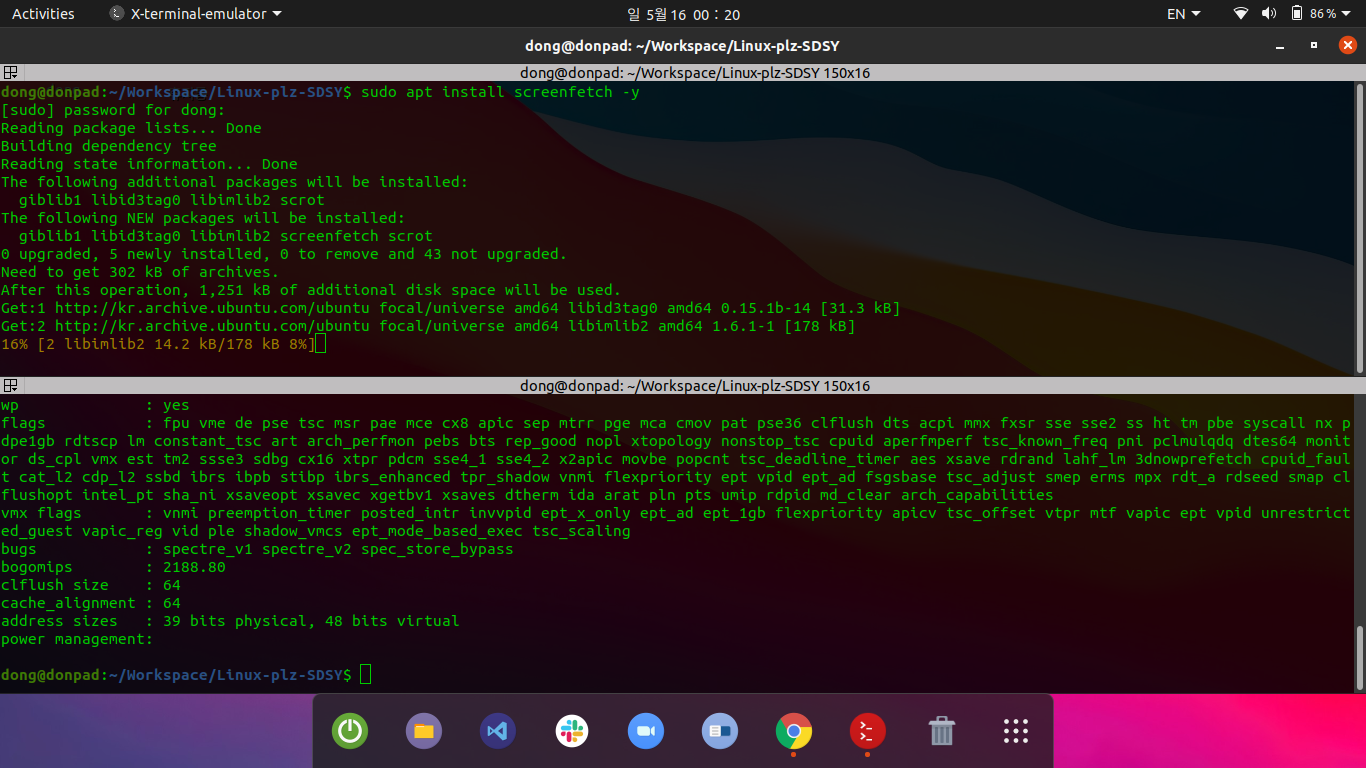 Activities X-terminal-emulator 일 5월 16 00 : 20 EN 86 %
dong@donpad: ~/Workspace/Linux-plz-SDSY
dong@donpad: ~/Workspace/Linux-plz-SDSY 150x16
dong@donpad:~/Workspace/Linux-plz-SDSY$ sudo apt install screenfetch -y
[sudo] password for dong:
Reading package lists... Done
Building dependency tree
Reading state information... Done
The following additional packages will be installed:
  giblib1 libid3tag0 libimlib2 scrot
The following NEW packages will be installed:
  giblib1 libid3tag0 libimlib2 screenfetch scrot
0 upgraded, 5 newly installed, 0 to remove and 43 not upgraded.
Need to get 302 kB of archives.
After this operation, 1,251 kB of additional disk space will be used.
Get:1 http://kr.archive.ubuntu.com/ubuntu focal/universe amd64 libid3tag0 amd64 0.15.1b-14 [31.3 kB]
Get:2 http://kr.archive.ubuntu.com/ubuntu focal/universe amd64 libimlib2 amd64 1.6.1-1 [178 kB]
16% [2 libimlib2 14.2 kB/178 kB 8%]
dong@donpad: ~/Workspace/Linux-plz-SDSY 150x16
wp              : yes
flags           : fpu vme de pse tsc msr pae mce cx8 apic sep mtrr pge mca cmov pat pse36 clflush dts acpi mmx fxsr sse sse2 ss ht tm pbe syscall nx p
dpe1gb rdtscp lm constant_tsc art arch_perfmon pebs bts rep_good nopl xtopology nonstop_tsc cpuid aperfmperf tsc_known_freq pni pclmulqdq dtes64 monit
or ds_cpl vmx est tm2 ssse3 sdbg cx16 xtpr pdcm sse4_1 sse4_2 x2apic movbe popcnt tsc_deadline_timer aes xsave rdrand lahf_lm 3dnowprefetch cpuid_faul
t cat_l2 cdp_l2 ssbd ibrs ibpb stibp ibrs_enhanced tpr_shadow vnmi flexpriority ept vpid ept_ad fsgsbase tsc_adjust smep erms mpx rdt_a rdseed smap cl
flushopt intel_pt sha_ni xsaveopt xsavec xgetbv1 xsaves dtherm ida arat pln pts umip rdpid md_clear arch_capabilities
vmx flags       : vnmi preemption_timer posted_intr invvpid ept_x_only ept_ad ept_1gb flexpriority apicv tsc_offset vtpr mtf vapic ept vpid unrestrict
ed_guest vapic_reg vid ple shadow_vmcs ept_mode_based_exec tsc_scaling
bugs            : spectre_v1 spectre_v2 spec_store_bypass
bogomips        : 2188.80
clflush size    : 64
cache_alignment : 64
address sizes   : 39 bits physical, 48 bits virtual
power management:
dong@donpad:~/Workspace/Linux-plz-SDSY$